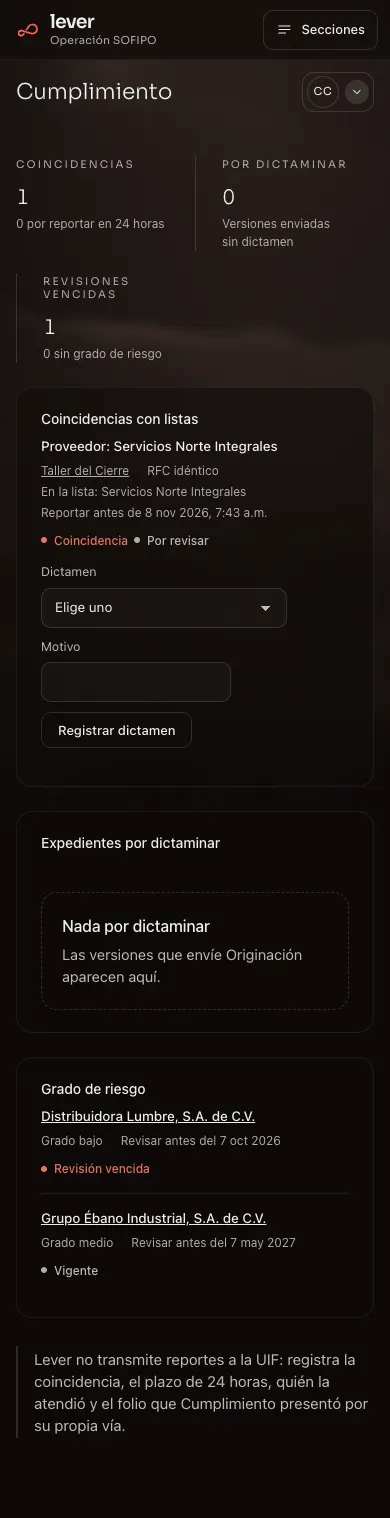 lever
Operación SOFIPO
Secciones
Cumplimiento
CC
COINCIDENCIAS
1
0 por reportar en 24 horas
POR DICTAMINAR
0
Versiones enviadas
sin dictamen
REVISIONES
VENCIDAS
1
0 sin grado de riesgo
Coincidencias con listas
Proveedor: Servicios Norte Integrales
Taller del Cierre RFC idéntico
En la lista: Servicios Norte Integrales
Reportar antes de 8 nov 2026, 7:43 a.m.
Coincidencia Por revisar
Dictamen
Elige uno
Motivo
Registrar dictamen
Expedientes por dictaminar
Nada por dictaminar
Las versiones que envíe Originación
aparecen aquí.
Grado de riesgo
Distribuidora Lumbre, S.A. de C.V.
Grado bajo Revisar antes del 7 oct 2026
Revisión vencida
Grupo Ébano Industrial, S.A. de C.V.
Grado medio Revisar antes del 7 may 2027
Vigente
Lever no transmite reportes a la UIF: registra la
coincidencia, el plazo de 24 horas, quién la
atendió y el folio que Cumplimiento presentó por
su propia vía.